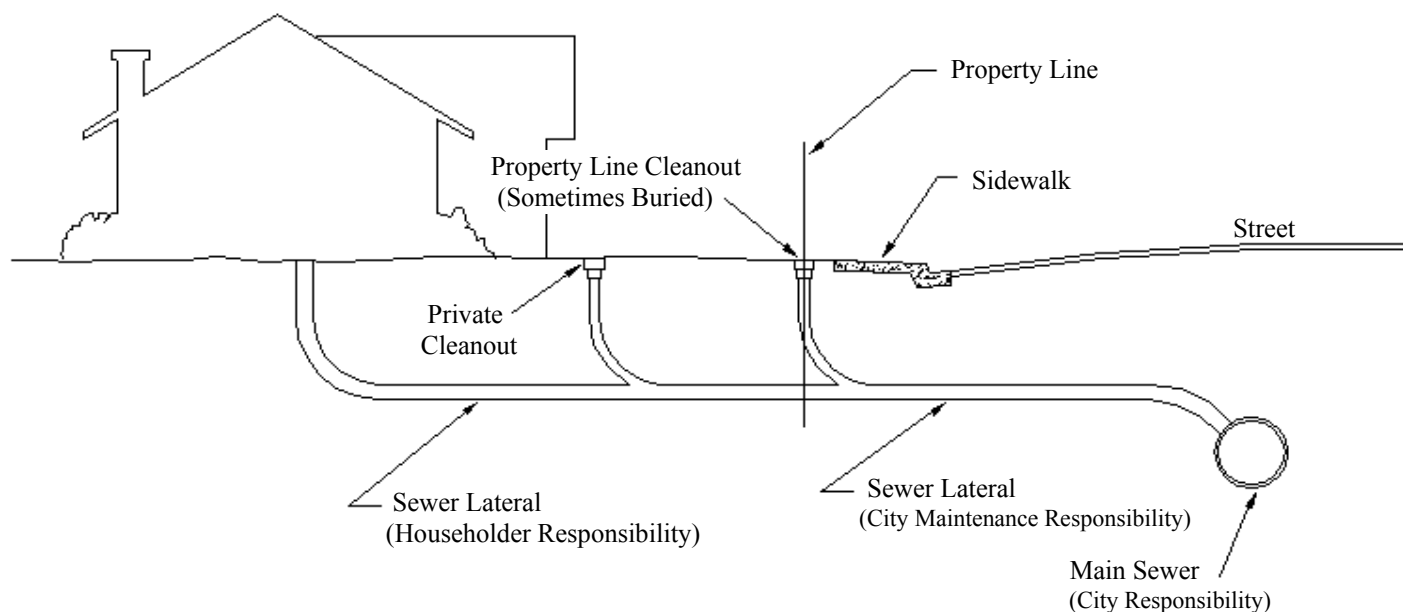 Property Line
Property Line Cleanout
(Sometimes Buried)
Sidewalk
Street
Private
Cleanout
Sewer Lateral
(Householder Responsibility)
Sewer Lateral
(City Maintenance Responsibility)
Main Sewer
(City Responsibility)